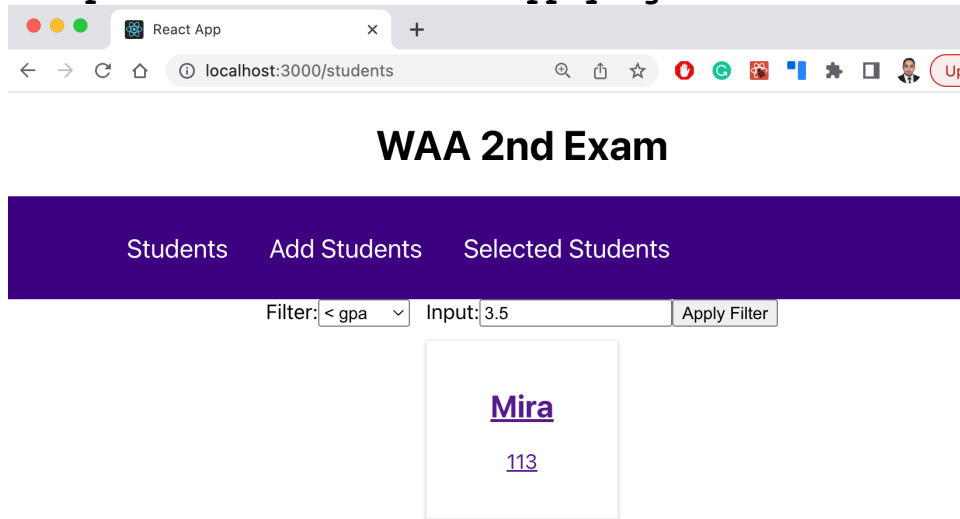 React App
localhost:3000/students
Up
WAA 2nd Exam
Students Add Students Selected Students
Filter: < gpa Input: 3.5 Apply Filter
Mira
113